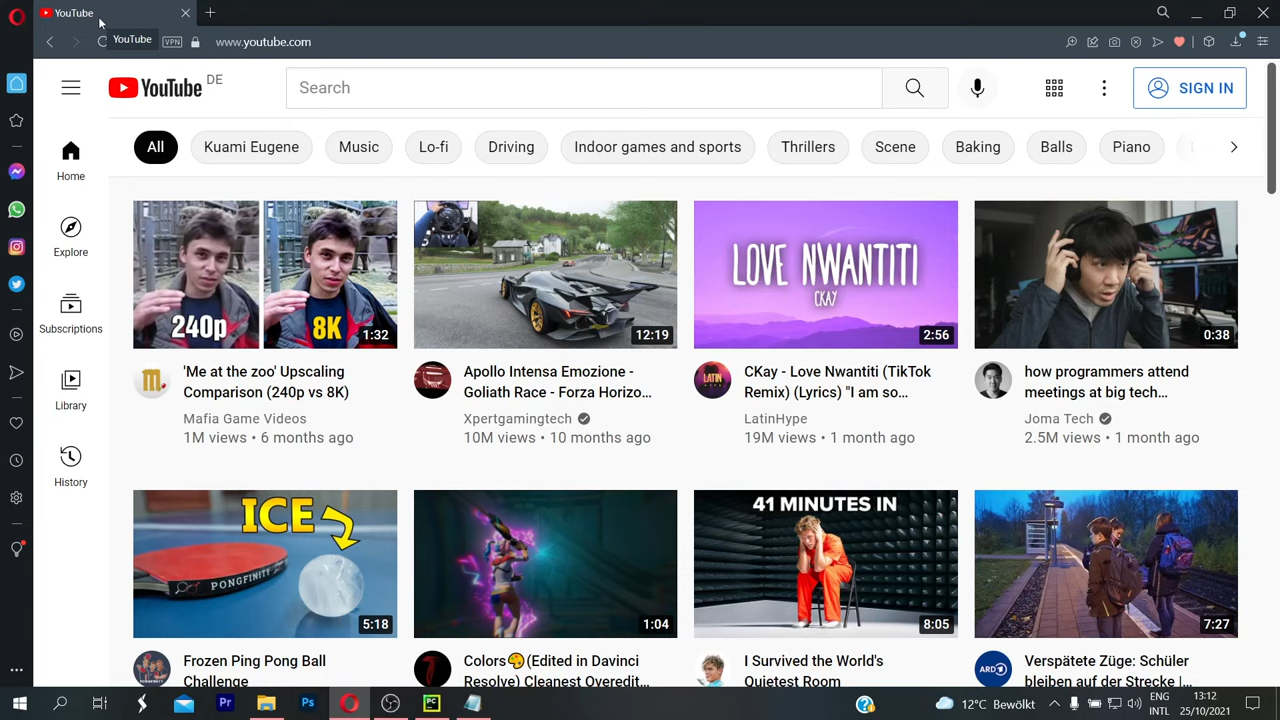 YouTube
YouTube
VPN
www.youtube.com
YouTube DE
Search
SIGN IN
All
Kuami Eugene
Music
Lo-fi
Driving
Indoor games and sports
Thrillers
Scene
Baking
Balls
Piano
Home
Explore
Subscriptions
Library
History
240p
8K
1:32
12:19
LOVE NWANTITI
CKAY
2:56
0:38
'Me at the zoo' Upscaling
Comparison (240p vs 8K)
Mafia Game Videos
1M views • 6 months ago
Apollo Intensa Emozione -
Goliath Race - Forza Horizo...
Xpertgamingtech
10M views • 10 months ago
LATIN
CKay - Love Nwantiti (TikTok
Remix) (Lyrics) "I am so...
LatinHype
19M views • 1 month ago
how programmers attend
meetings at big tech...
Joma Tech
2.5M views • 1 month ago
ICE
PONGFINITY
5:18
1:04
41 MINUTES IN
8:05
7:27
Frozen Ping Pong Ball
Challenge
Colors🎨(Edited in Davinci
Resolve) Cleanest Overedit...
I Survived the World's
Quietest Room
ARD
Verspätete Züge: Schüler
bleiben auf der Strecke |...
Pr
Ps
PC
12°C Bewölkt
ENG
INTL
13:12
25/10/2021